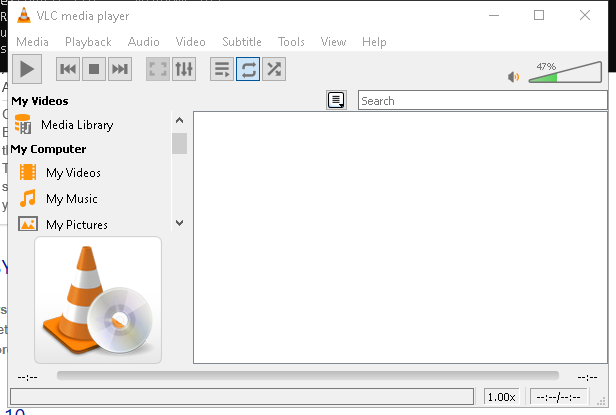 VLC media player
Media Playback Audio Video Subtitle Tools View Help
47%
My Videos
Search
Media Library
My Computer
My Videos
My Music
My Pictures
--:--
--:--
1.00x
--:--/--:--
10